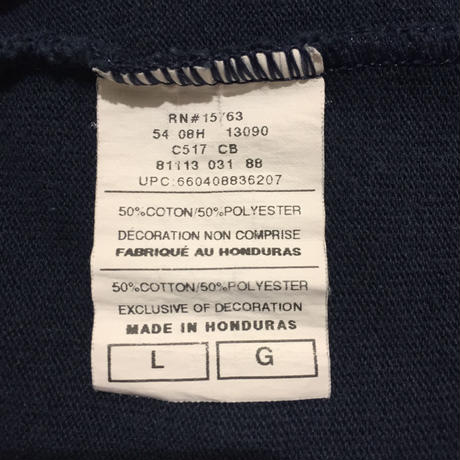 RN#15763
54 08H 13090
C517 CB
81113 031 88
UPC:660408836207
50%COTON/50%POLYESTER
DECORATION NON COMPRISE
FABRIQUÉ AU HONDURAS
50%COTTON/50%POLYESTER
EXCLUSIVE OF DECORATION
MADE IN HONDURAS
L G